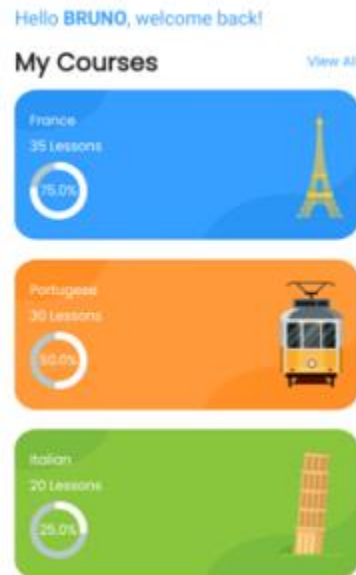 Hello BRUNO, welcome back!
My Courses
View All
France
35 Lessons
75.0%
Portugese
30 Lessons
50.0%
Italian
20 Lessons
25.0%